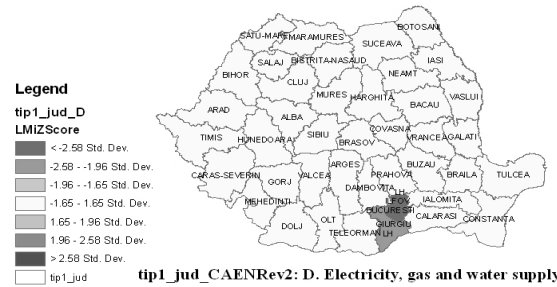 Legend
tip1_jud_D
LMiZScore
<-2.58 Std. Dev.
-2.58 - -1.96 Std. Dev.
-1.96 - -1.65 Std. Dev.
-1.65 - 1.65 Std. Dev.
1.65 - 1.96 Std. Dev.
1.96 - 2.58 Std. Dev.
>2.58 Std. Dev.
tip1_jud
BOTOSANI
SATU-MARE
MARAMURES
SUCEAVA
SALAJ
BISTRITA-NASAUD
IASI
BIHOR
CLUJ
NEAMT
MURES
HARGHITA
VASLUI
BACAU
ARAD
ALBA
TIMIS
HUNEDOARA
SIBIU
BRASOV
COVASNA
VRANCEA
GALATI
CARAS-SEVERIN
GORJ
VALCEA
ARGES
PRAHOVA
BUZAU
BRAILA
TULCEA
DAMBOVITA
LH
ILFOV
IALOMITA
MEHEDINTI
BUCURESTI
CALARASI
CONSTANTA
DOLJ
OLT
TELEORMAN
GIURGIU
LH
tip1_jud_CAENRev2: D. Electricity, gas and water supply